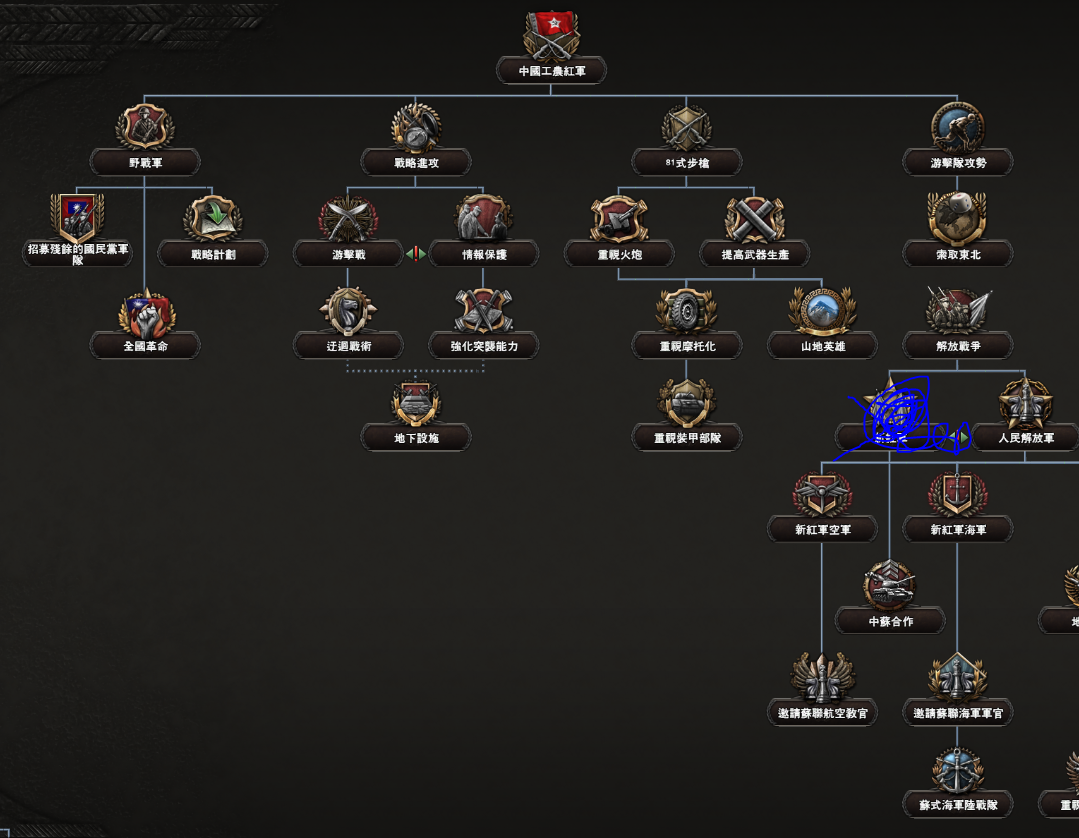 中國工農紅軍
野戰軍
戰略進攻
81式步槍
游擊隊攻勢
招募殘餘的國民黨軍
隊
戰略計劃
游擊戰
情報保護
重視火炮
提高武器生產
索取東北
全國革命
迂迴戰術
強化突襲能力
重視摩托化
山地英雄
解放戰爭
地下設施
重視裝甲部隊
人民解放軍
新紅軍空軍
新紅軍海軍
中蘇合作
邀請蘇聯航空教官
邀請蘇聯海軍軍官
蘇式海軍陸戰隊